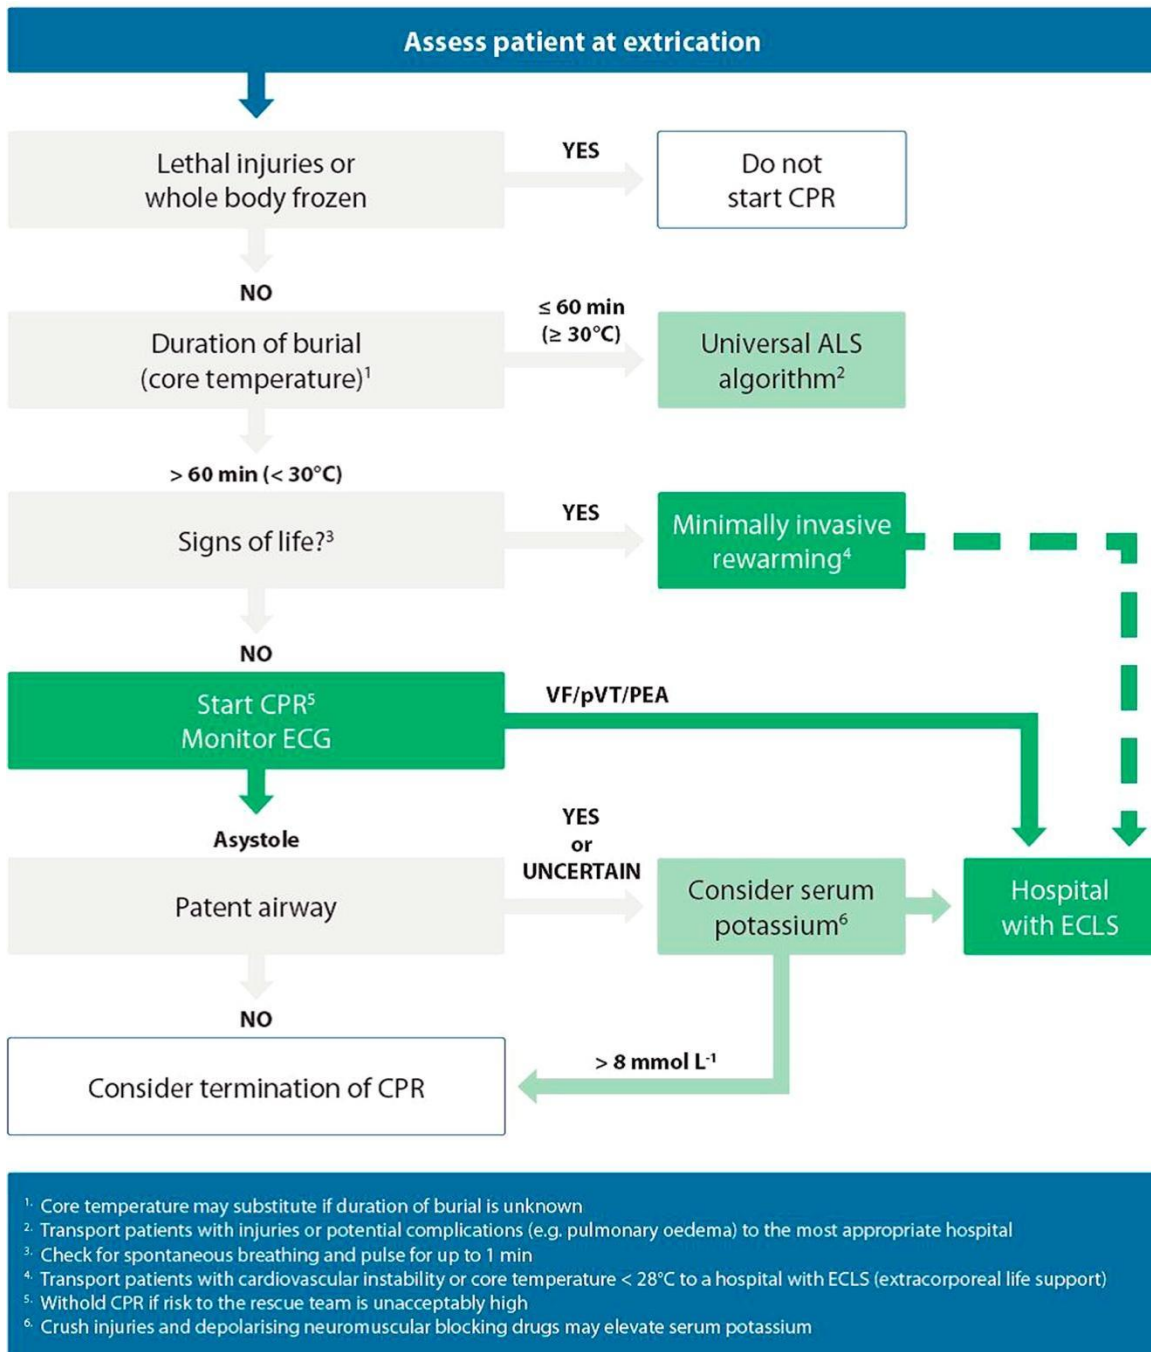 Assess patient at extrication
Lethal injuries or
whole body frozen
YES
Do not
start CPR
NO
Duration of burial
(core temperature)¹
≤ 60 min
(≥ 30°C)
Universal ALS
algorithm²
> 60 min (< 30°C)
Signs of life?³
YES
Minimally invasive
rewarming⁴
NO
Start CPR⁵
Monitor ECG
VF/pVT/PEA
Asystole
Patent airway
YES
or
UNCERTAIN
Consider serum
potassium⁶
Hospital
with ECLS
NO
Consider termination of CPR
> 8 mmol L⁻¹
¹· Core temperature may substitute if duration of burial is unknown
²· Transport patients with injuries or potential complications (e.g. pulmonary oedema) to the most appropriate hospital
³· Check for spontaneous breathing and pulse for up to 1 min
⁴· Transport patients with cardiovascular instability or core temperature < 28°C to a hospital with ECLS (extracorporeal life support)
⁵· Withold CPR if risk to the rescue team is unacceptably high
⁶· Crush injuries and depolarising neuromuscular blocking drugs may elevate serum potassium